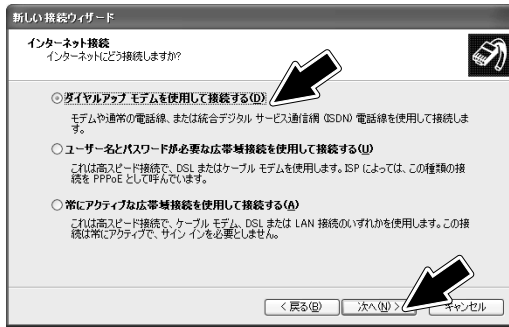 新しい接続ウィザード
インターネット接続
インターネットにどう接続しますか?
ダイヤルアップ モデムを使用して接続する(D)
モデムや通常の電話線、または統合デジタル サービス通信網 (ISDN) 電話線を使用して接続しま
す。
ユーザー名とパスワードが必要な広帯域接続を使用して接続する(U)
これは高スピード接続で、DSL またはケーブル モデムを使用します。ISP によっては、この種類の接
続を PPPoE として呼んでいます。
常にアクティブな広帯域接続を使用して接続する(A)
これは高スピード接続で、ケーブル モデム、DSL または LAN 接続のいずれかを使用します。この接
続は常にアクティブで、サイン インを必要としません。
< 戻る(B)
次へ(N) >
キャンセル